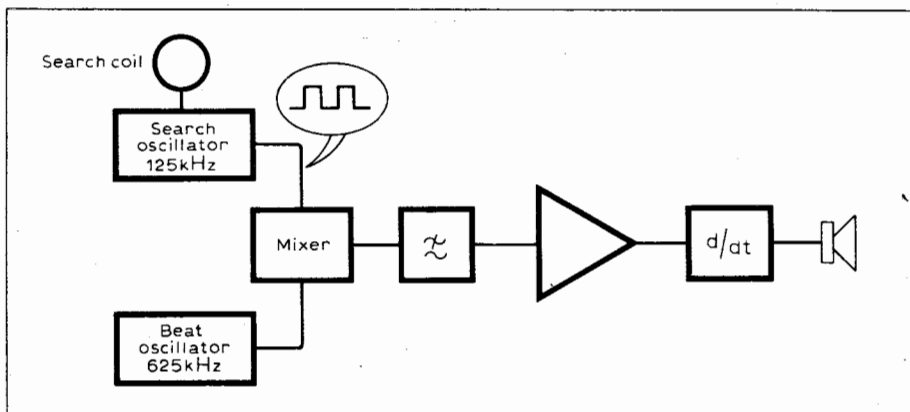 Search coil
Search
oscillator
125kHz
Mixer
d/dt
Beat
oscillator
625kHz